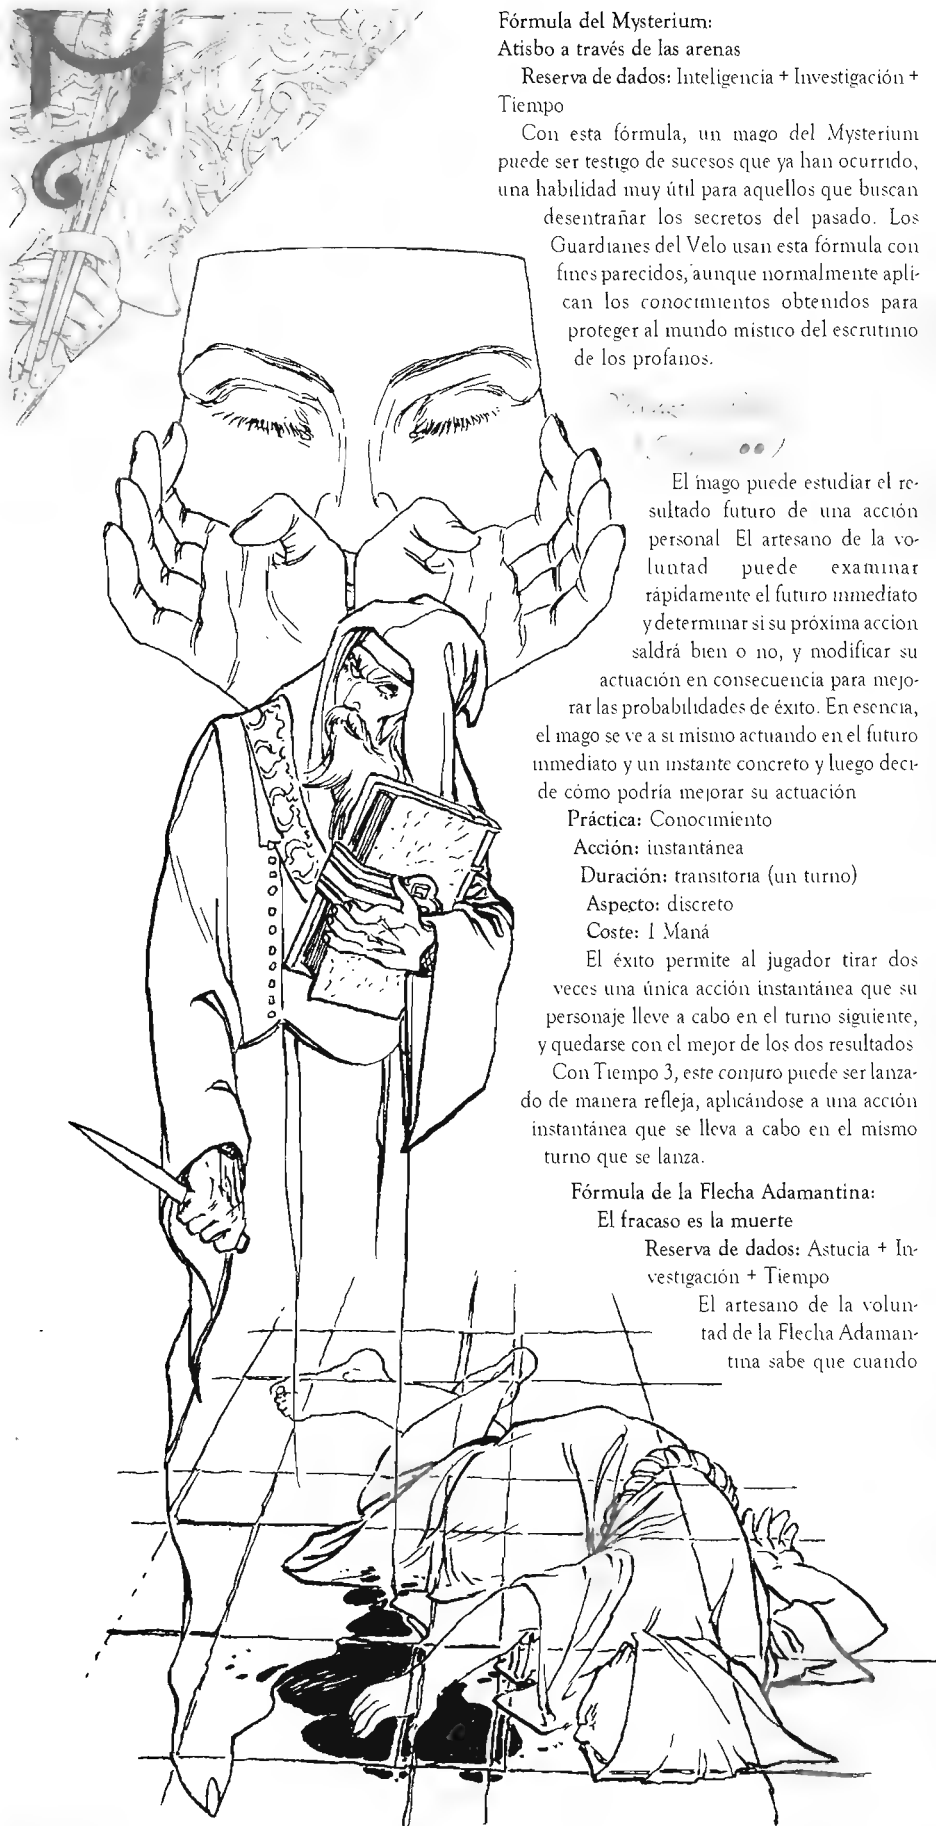 Fórmula del Mysterium:
Atisbo a través de las arenas
Reserva de dados: Inteligencia + Investigación +
Tiempo
Con esta fórmula, un mago del Mysterium
puede ser testigo de sucesos que ya han ocurrido,
una habilidad muy útil para aquellos que buscan
desentrañar los secretos del pasado. Los
Guardianes del Velo usan esta fórmula con
fines parecidos, aunque normalmente apli-
can los conocimientos obtenidos para
proteger al mundo místico del escrutinio
de los profanos.
El mago puede estudiar el re-
sultado futuro de una acción
personal El artesano de la vo-
luntad puede examinar
rápidamente el futuro inmediato
y determinar si su próxima accion
saldrá bien o no, y modificar su
actuación en consecuencia para mejo-
rar las probabilidades de éxito. En esencia,
el mago se ve a si mismo actuando en el futuro
inmediato y un instante concreto y luego deci-
de cómo podría mejorar su actuación
Práctica: Conocimiento
Acción: instantánea
Duración: transitoria (un turno)
Aspecto: discreto
Coste: 1 Maná
El éxito permite al jugador tirar dos
veces una única acción instantánea que su
personaje lleve a cabo en el turno siguiente,
y quedarse con el mejor de los dos resultados
Con Tiempo 3, este conjuro puede ser lanza-
do de manera refleja, aplicándose a una acción
instantánea que se lleva a cabo en el mismo
turno que se lanza.
Fórmula de la Flecha Adamantina:
El fracaso es la muerte
Reserva de dados: Astucia + In-
vestigación + Tiempo
El artesano de la volun-
tad de la Flecha Adaman-
tina sabe que cuando